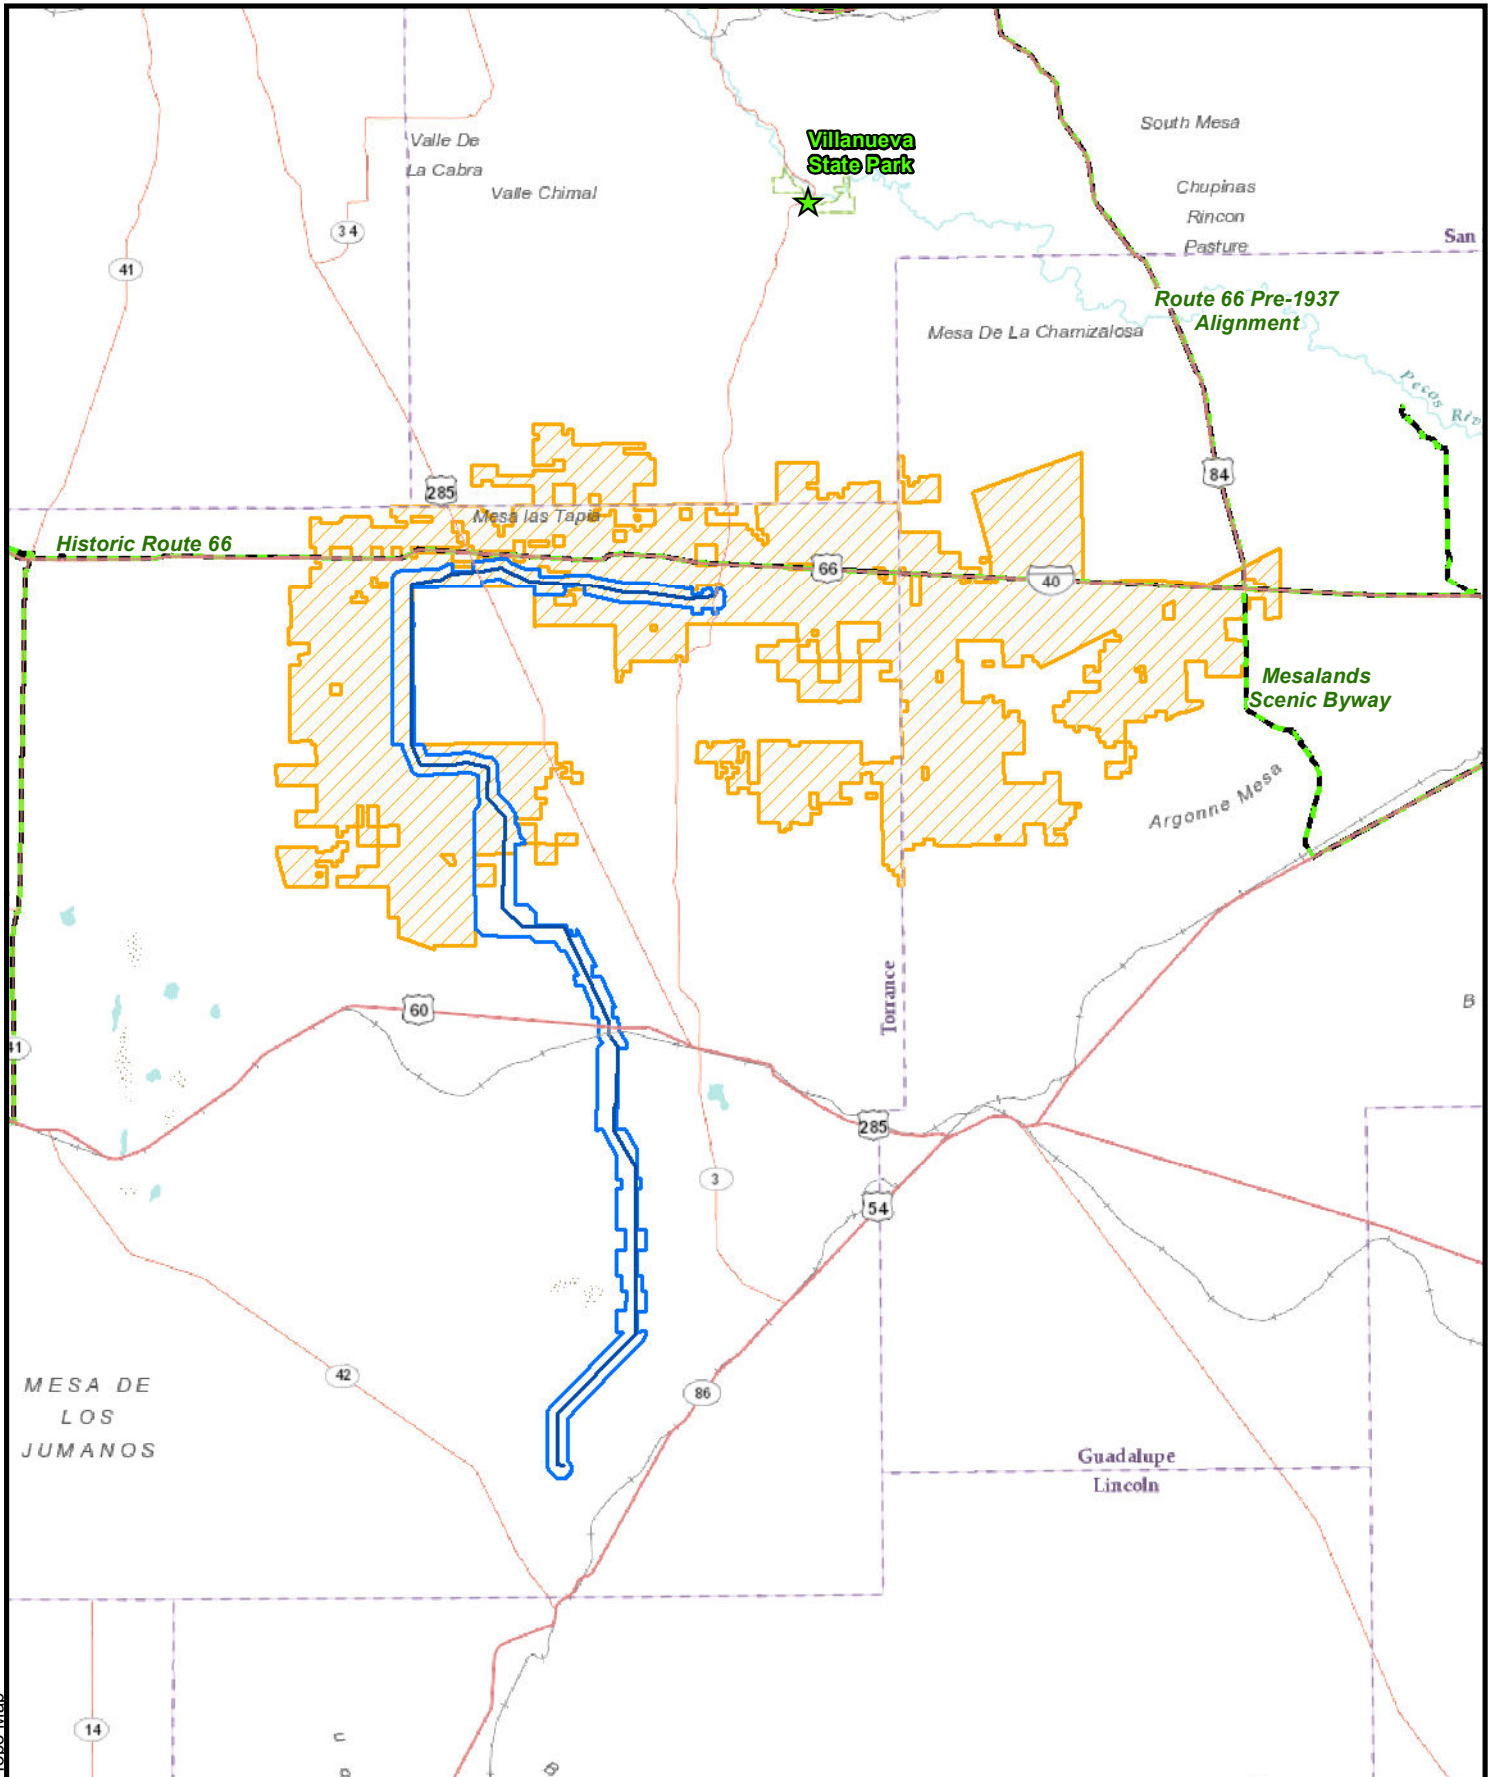 Villanueva
State Park
South Mesa
Valle De
La Cabra
Valle Chimal
Chupinas
Rincon
Pasture
34
San
41
Route 66 Pre-1937
Alignment
Mesa De La Chamizalosa
Pecos Riv
84
285
Mesa las Tapia
Historic Route 66
66
40
Mesalands
Scenic Byway
Argonne Mesa
Torrance
60
B
41
285
3
54
42
MESA DE
LOS
JUMANOS
86
Guadalupe
Lincoln
14
B